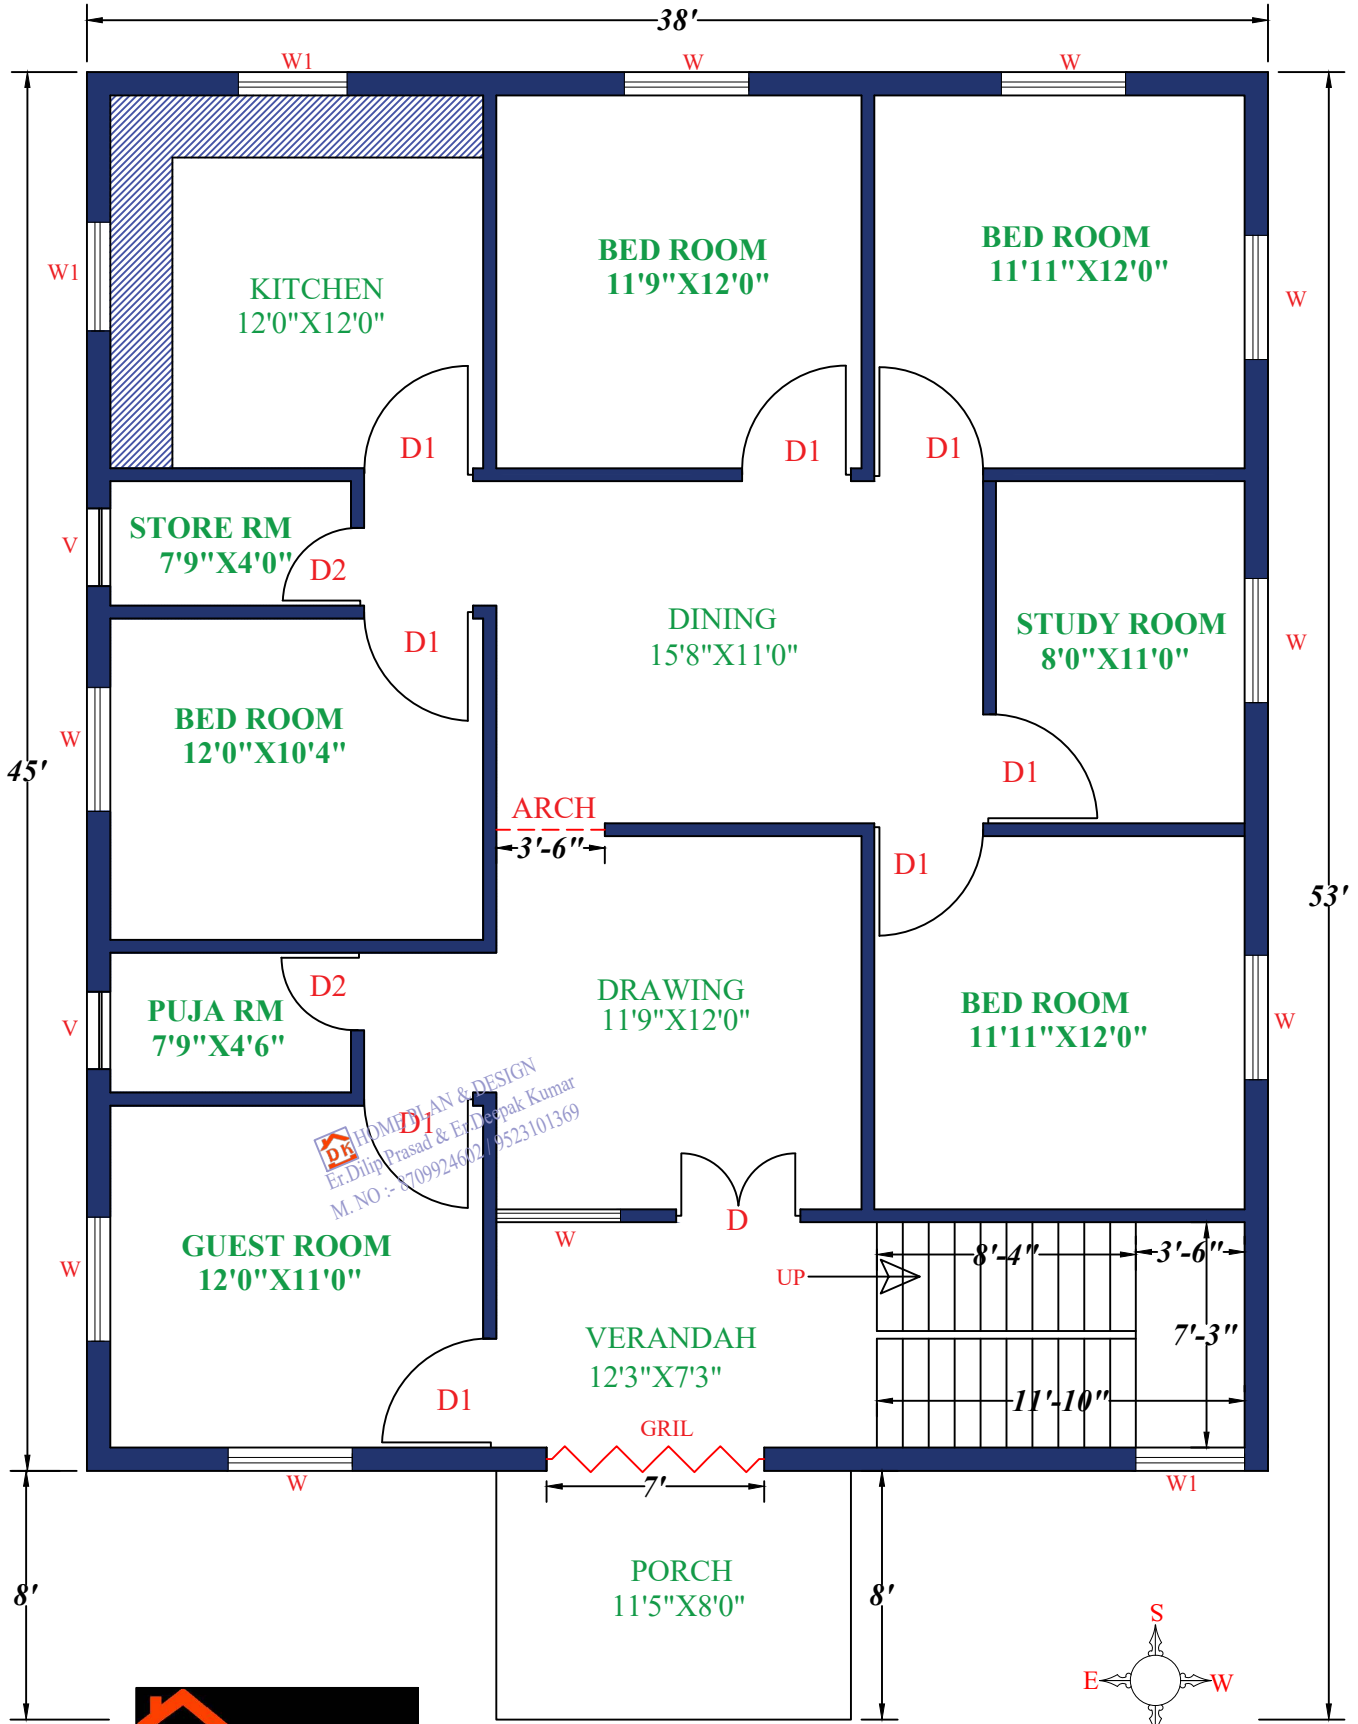 38'
W1
W
W
W1
KITCHEN
12'0"X12'0"
BED ROOM
11'9"X12'0"
BED ROOM
11'11"X12'0"
W
D1
D1
D1
V
STORE RM
7'9"X4'0"
D2
D1
DINING
15'8"X11'0"
STUDY ROOM
8'0"X11'0"
W
W
BED ROOM
12'0"X10'4"
45'
D1
ARCH
3'-6"
D1
53'
V
PUJA RM
7'9"X4'6"
D2
DRAWING
11'9"X12'0"
BED ROOM
11'11"X12'0"
W
D1
HOME PLAN & DESIGN
Er.Dilip Prasad & Er.Deepak Kumar
M. NO :- 8709924602 / 9523101369
W
GUEST ROOM
12'0"X11'0"
W
D
UP
8'-4"
3'-6"
7'-3"
11'-10"
VERANDAH
12'3"X7'3"
D1
GRIL
W
7'
W1
8'
PORCH
11'5"X8'0"
8'
S
E
W
DK